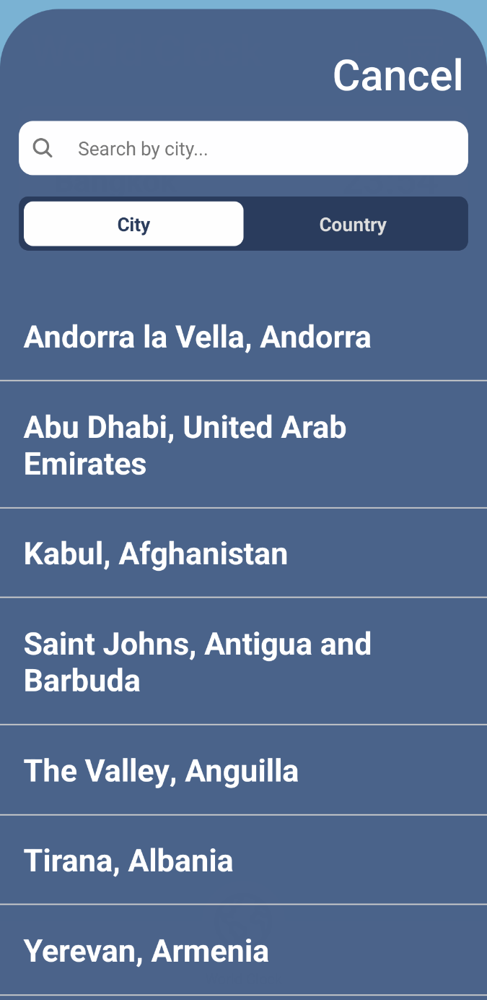 Cancel
Search by city...
City
Country
Andorra la Vella, Andorra
Abu Dhabi, United Arab
Emirates
Kabul, Afghanistan
Saint Johns, Antigua and
Barbuda
The Valley, Anguilla
Tirana, Albania
Yerevan, Armenia